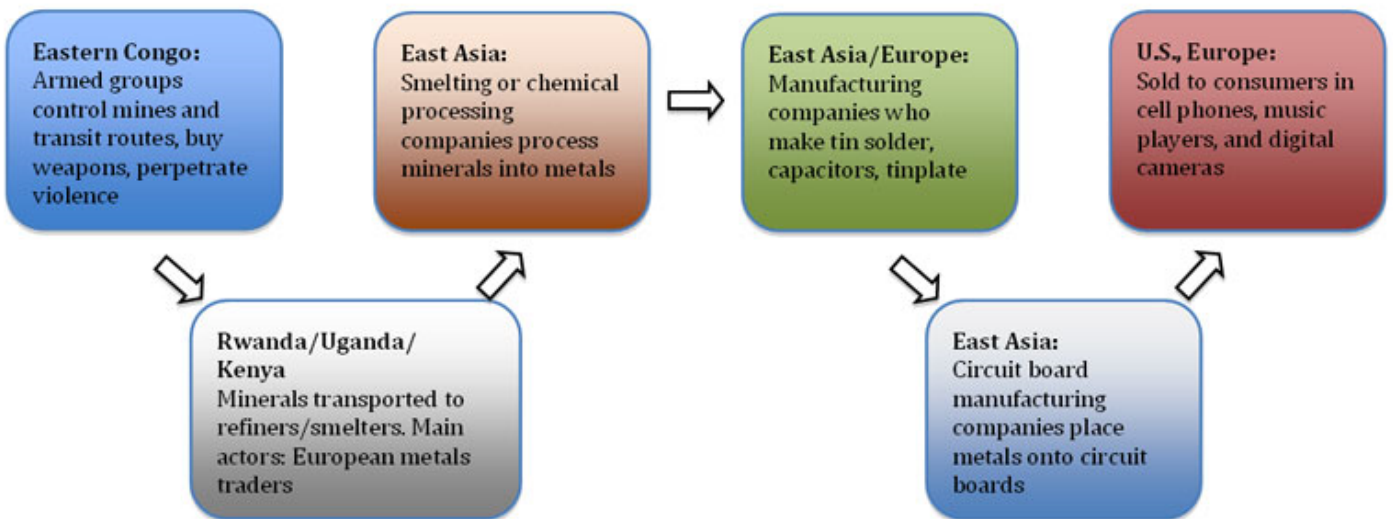 Eastern Congo:
Armed groups
control mines and
transit routes, buy
weapons, perpetrate
violence
Rwanda/Uganda/
Kenya
Minerals transported to
refiners/smelters. Main
actors: European metals
traders
East Asia:
Smelting or chemical
processing
companies process
minerals into metals
East Asia/Europe:
Manufacturing
companies who
make tin solder,
capacitors, tinplate
East Asia:
Circuit board
manufacturing
companies place
metals onto circuit
boards
U.S., Europe:
Sold to consumers in
cell phones, music
players, and digital
cameras